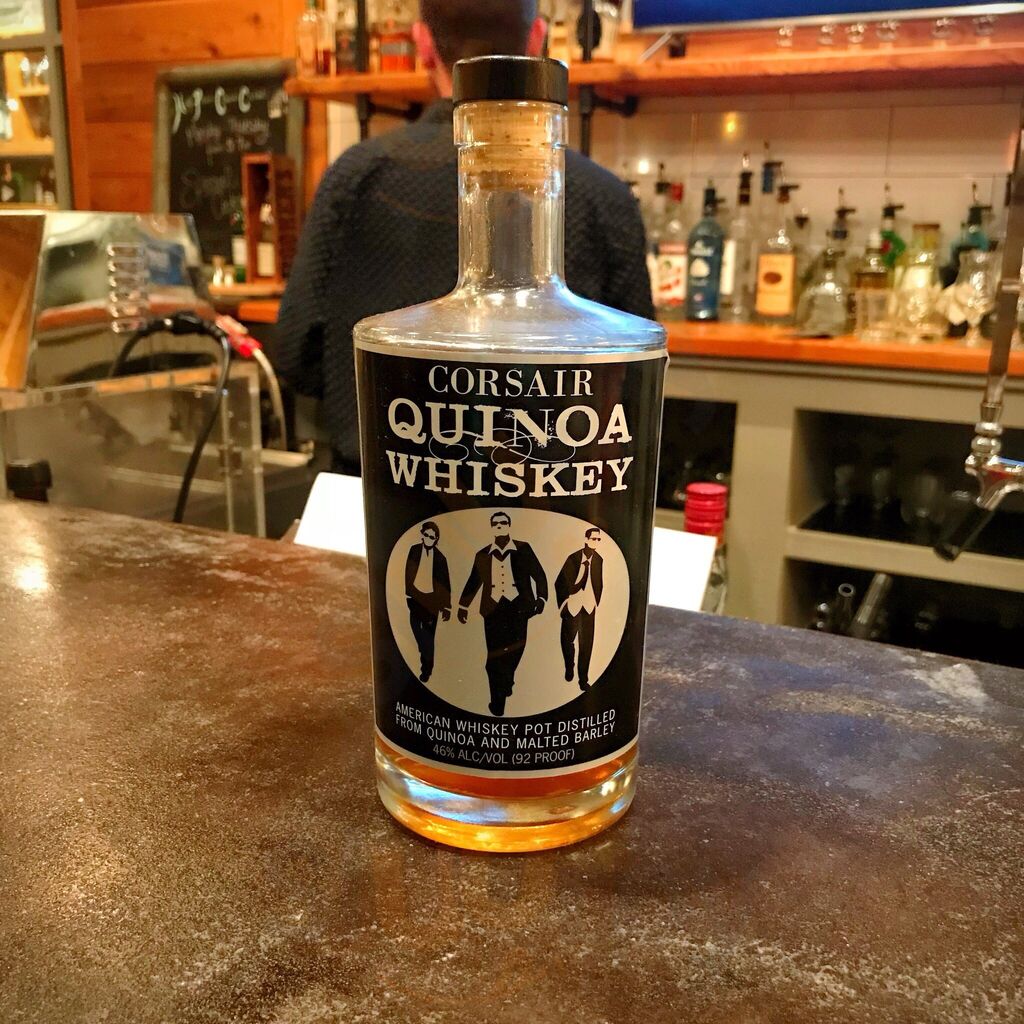 CORSAIR
QUINOA
WHISKEY
AMERICAN WHISKEY POT DISTILLED
FROM QUINOA AND MALTED BARLEY
46% ALC/VOL (92 PROOF)